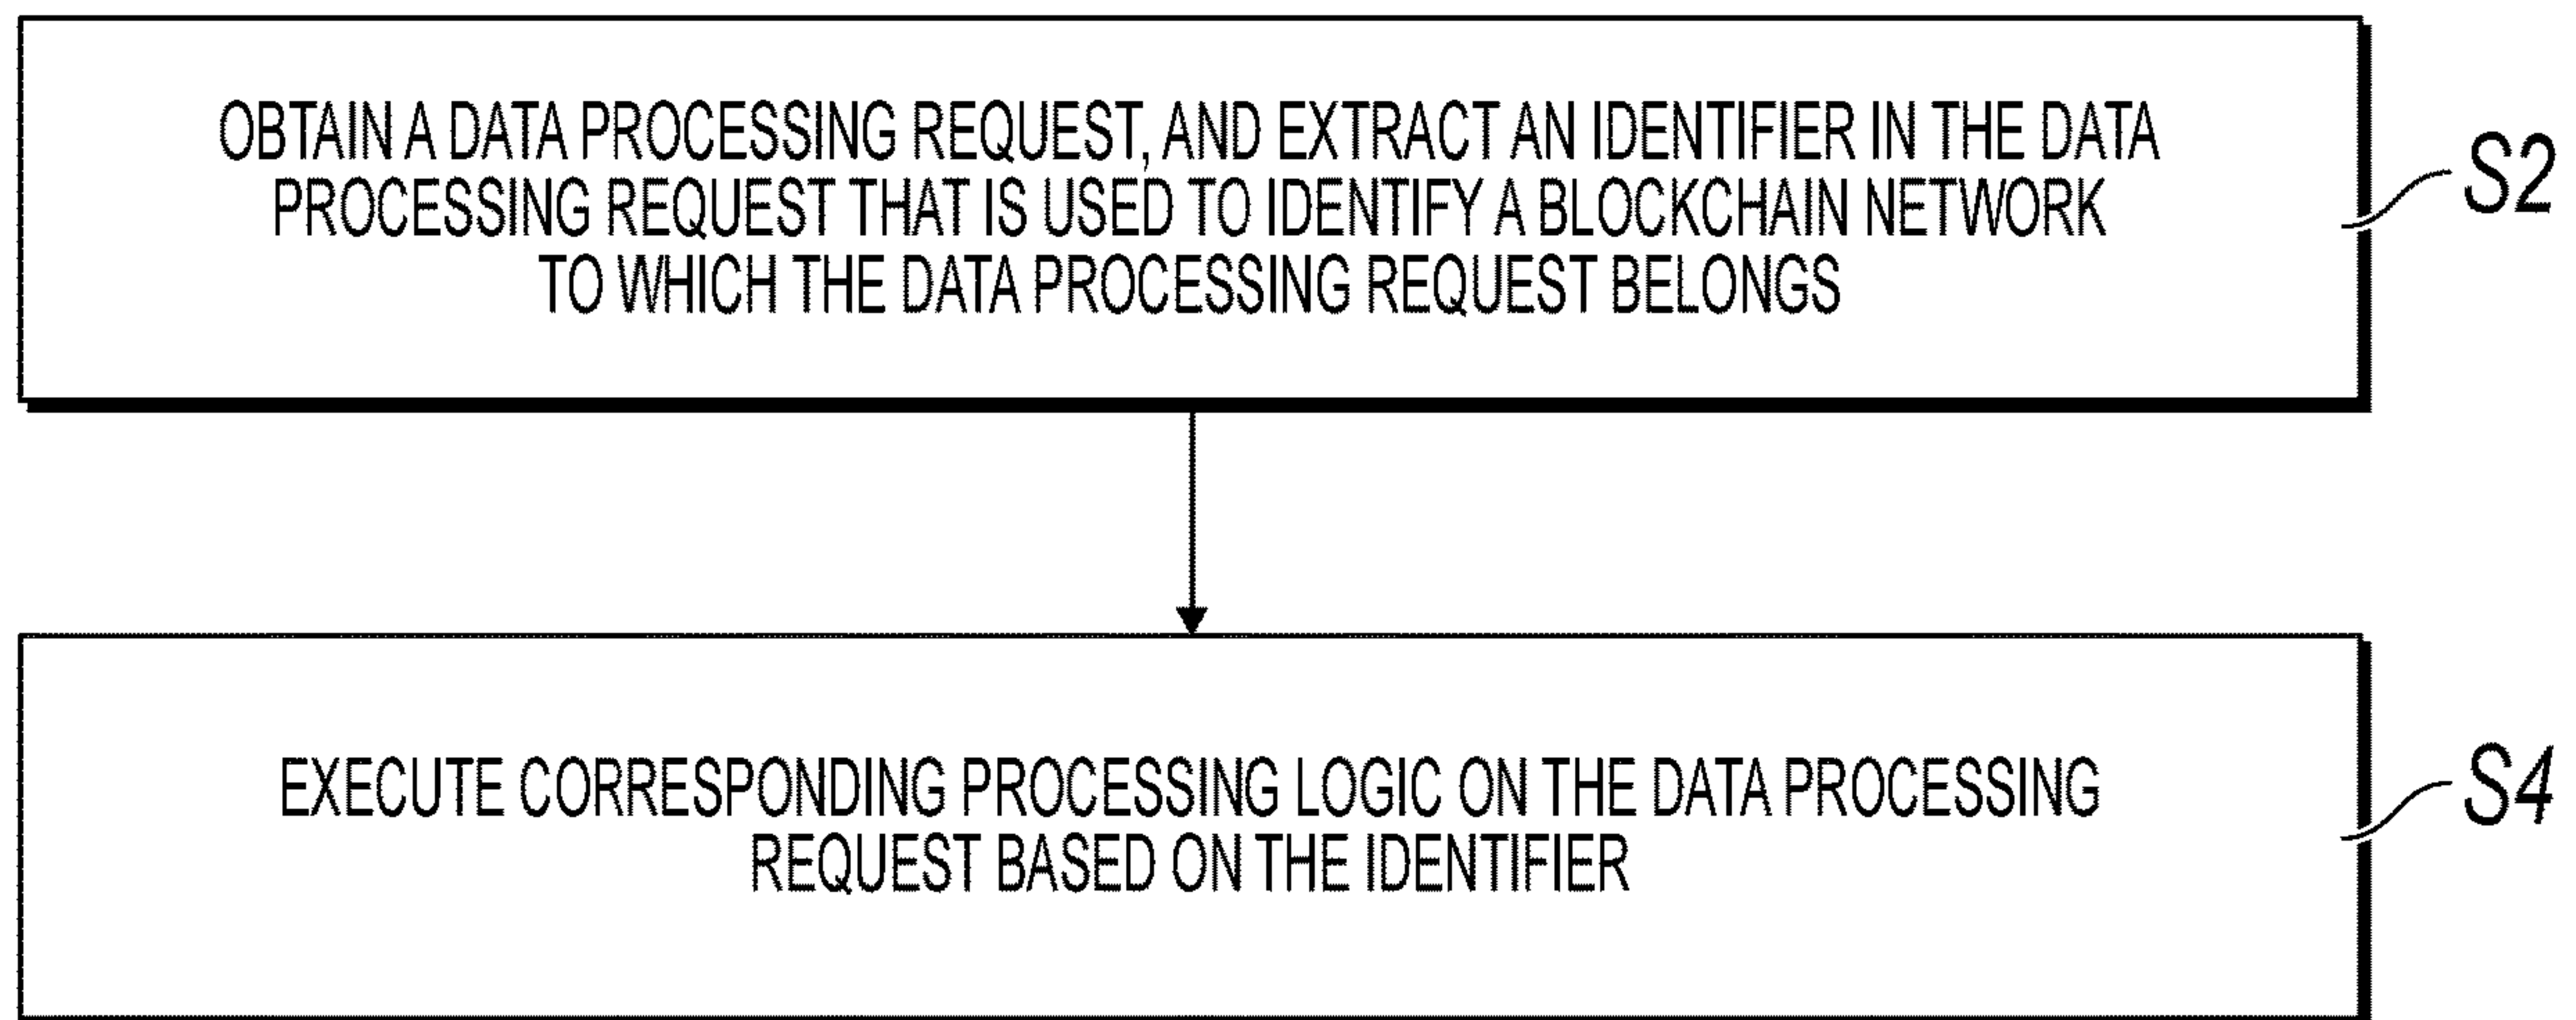 OBTAIN A DATA PROCESSING REQUEST, AND EXTRACT AN IDENTIFIER IN THE DATA
PROCESSING REQUEST THAT IS USED TO IDENTIFY A BLOCKCHAIN NETWORK
TO WHICH THE DATA PROCESSING REQUEST BELONGS
S2
EXECUTE CORRESPONDING PROCESSING LOGIC ON THE DATA PROCESSING
REQUEST BASED ON THE IDENTIFIER
S4